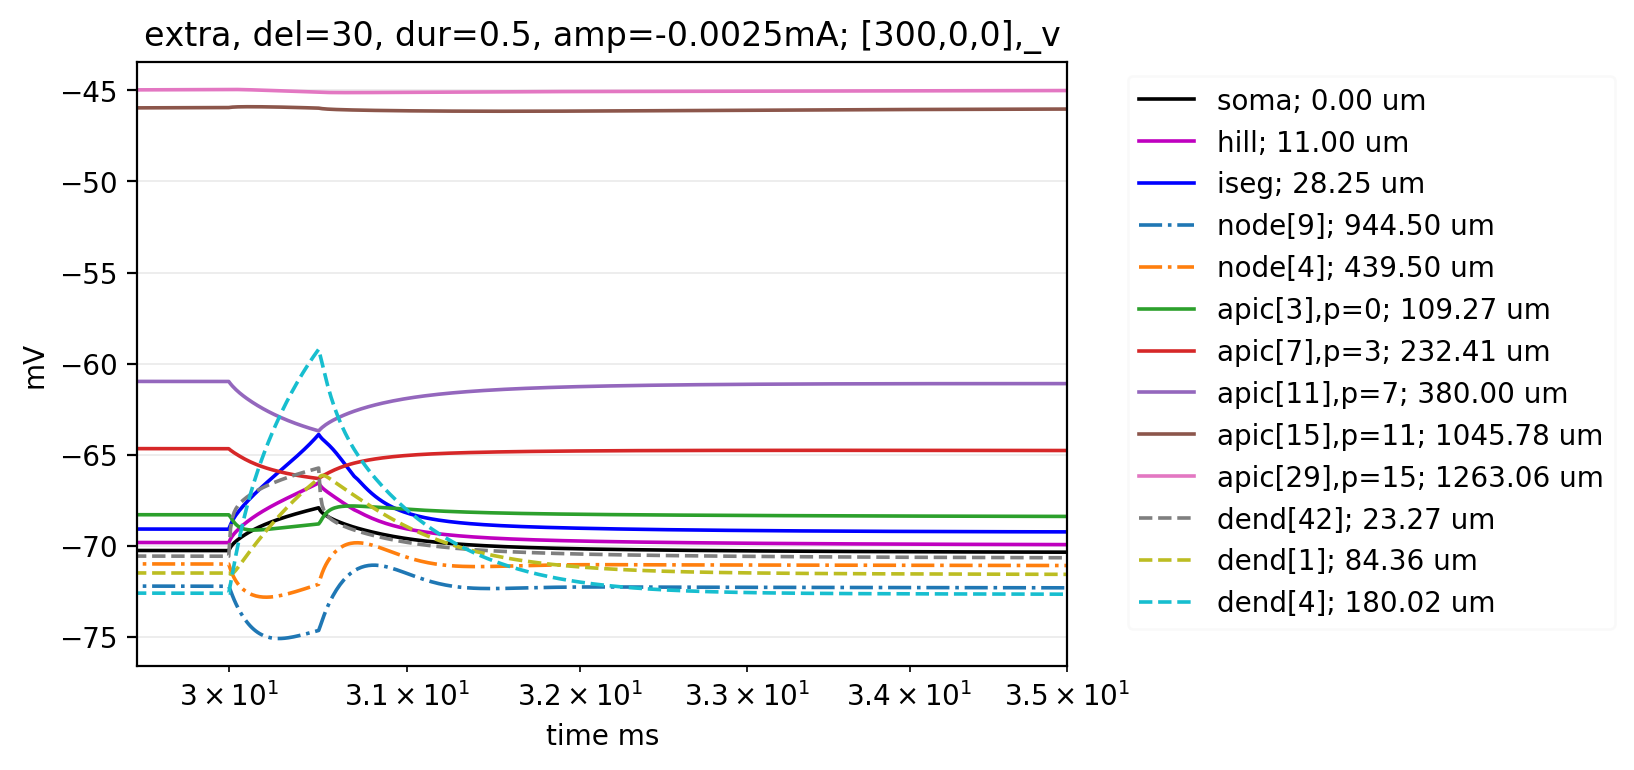 extra, del=30, dur=0.5, amp=-0.0025mA; [300,0,0],_v
mV
−45
−50
−55
−60
−65
−70
−75
3 × 10¹
3.1 × 10¹
3.2 × 10¹
3.3 × 10¹
3.4 × 10¹
3.5 × 10¹
time ms
soma; 0.00 um
hill; 11.00 um
iseg; 28.25 um
node[9]; 944.50 um
node[4]; 439.50 um
apic[3],p=0; 109.27 um
apic[7],p=3; 232.41 um
apic[11],p=7; 380.00 um
apic[15],p=11; 1045.78 um
apic[29],p=15; 1263.06 um
dend[42]; 23.27 um
dend[1]; 84.36 um
dend[4]; 180.02 um